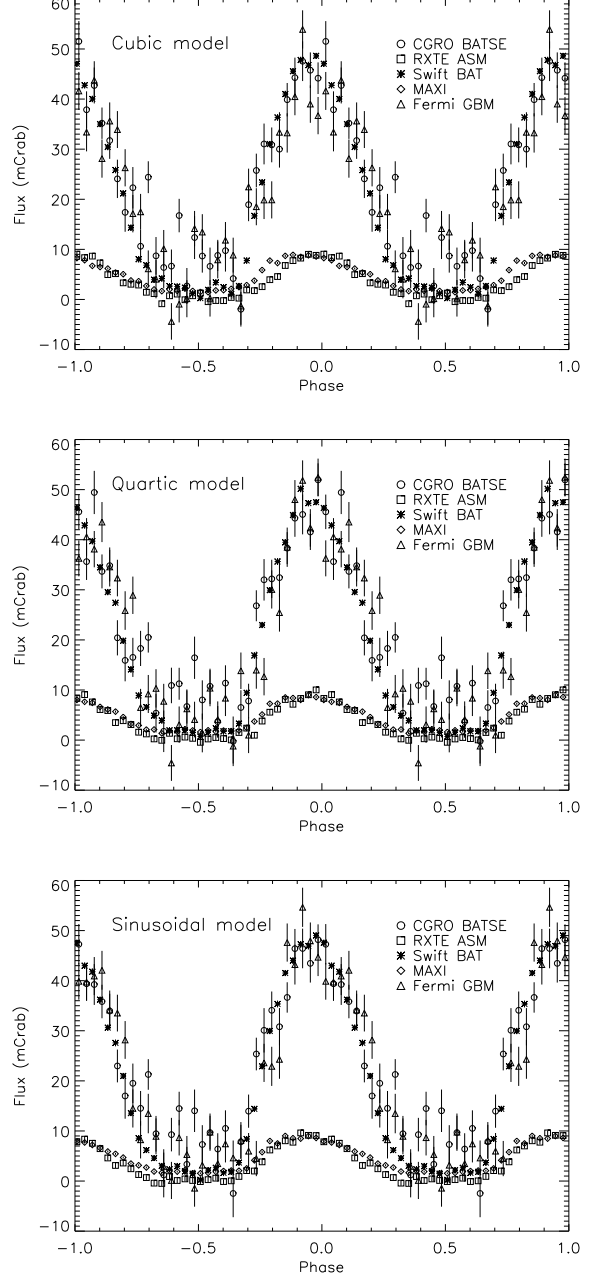 60
Cubic model
CGRO BATSE
RXTE ASM
Swift BAT
MAXI
Fermi GBM
50
40
30
20
10
0
−10
Flux (mCrab)
−1.0 −0.5 0.0 0.5 1.0
Phase
60
Quartic model
CGRO BATSE
RXTE ASM
Swift BAT
MAXI
Fermi GBM
50
40
30
20
10
0
−10
Flux (mCrab)
−1.0 −0.5 0.0 0.5 1.0
Phase
60
Sinusoidal model
CGRO BATSE
RXTE ASM
Swift BAT
MAXI
Fermi GBM
50
40
30
20
10
0
−10
Flux (mCrab)
−1.0 −0.5 0.0 0.5 1.0
Phase